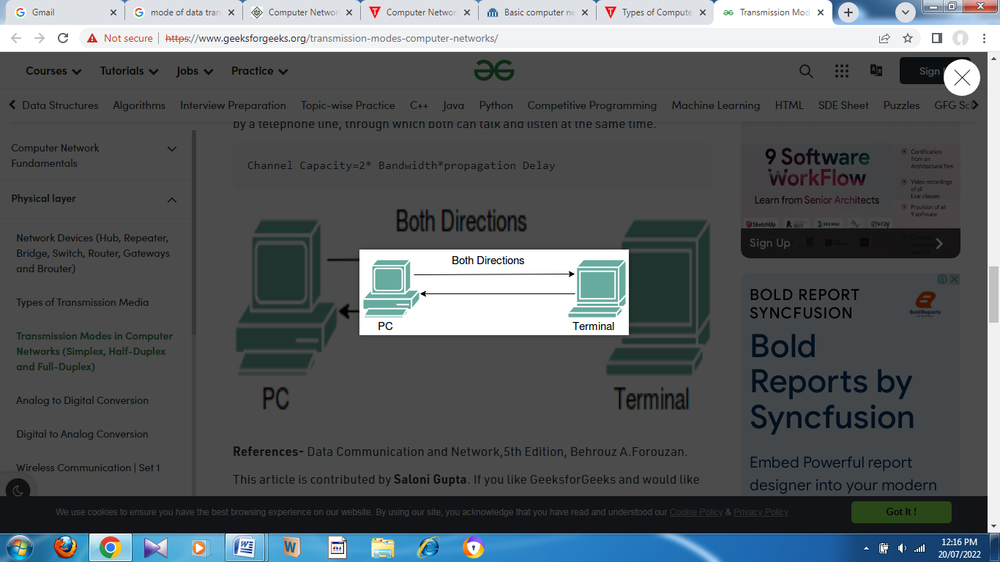 Gmail
mode of data tran
Computer Networ
Computer Networ
Basic computer ne
Types of Compute
Transmission Mod
Not secure | https://www.geeksforgeeks.org/transmission-modes-computer-networks/
Courses
Tutorials
Jobs
Practice
Sign
Data Structures
Algorithms
Interview Preparation
Topic-wise Practice
C++
Java
Python
Competitive Programming
Machine Learning
HTML
SDE Sheet
Puzzles
GFG Sc
Computer Network
Fundamentals
Physical layer
Network Devices (Hub, Repeater,
Bridge, Switch, Router, Gateways
and Brouter)
Types of Transmission Media
Transmission Modes in Computer
Networks (Simplex, Half-Duplex
and Full-Duplex)
Analog to Digital Conversion
Digital to Analog Conversion
Wireless Communication | Set 1
by a telephone line, through which both can talk and listen at the same time.
Channel Capacity=2* Bandwidth*propagation Delay
Both Directions
PC
Terminal
Both Directions
PC
Terminal
References- Data Communication and Network,5th Edition, Behrouz A.Forouzan.
This article is contributed by Saloni Gupta. If you like GeeksforGeeks and would like
9 Software
WorkFlow
Learn from Senior Architects
Certification
from an
Architectural firm
Video recordings
of all
Live classes
Provision of all
9 software
SketchUp
3DS MAX
v-ray
Sign Up
BOLD REPORT
SYNCFUSION
BoldReports
Bold
Reports by
Syncfusion
Embed Powerful report
designer into your modern
We use cookies to ensure you have the best browsing experience on our website. By using our site, you acknowledge that you have read and understood our Cookie Policy & Privacy Policy
Got It !
12:16 PM
20/07/2022